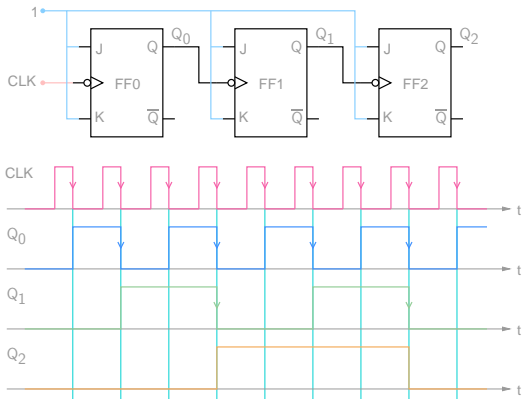 1
Q₀ Q₁ Q₂
J Q J Q J Q
CLK FF0 FF1 FF2
K Q̅ K Q̅ K Q̅
CLK
t
Q₀
t
Q₁
t
Q₂
t